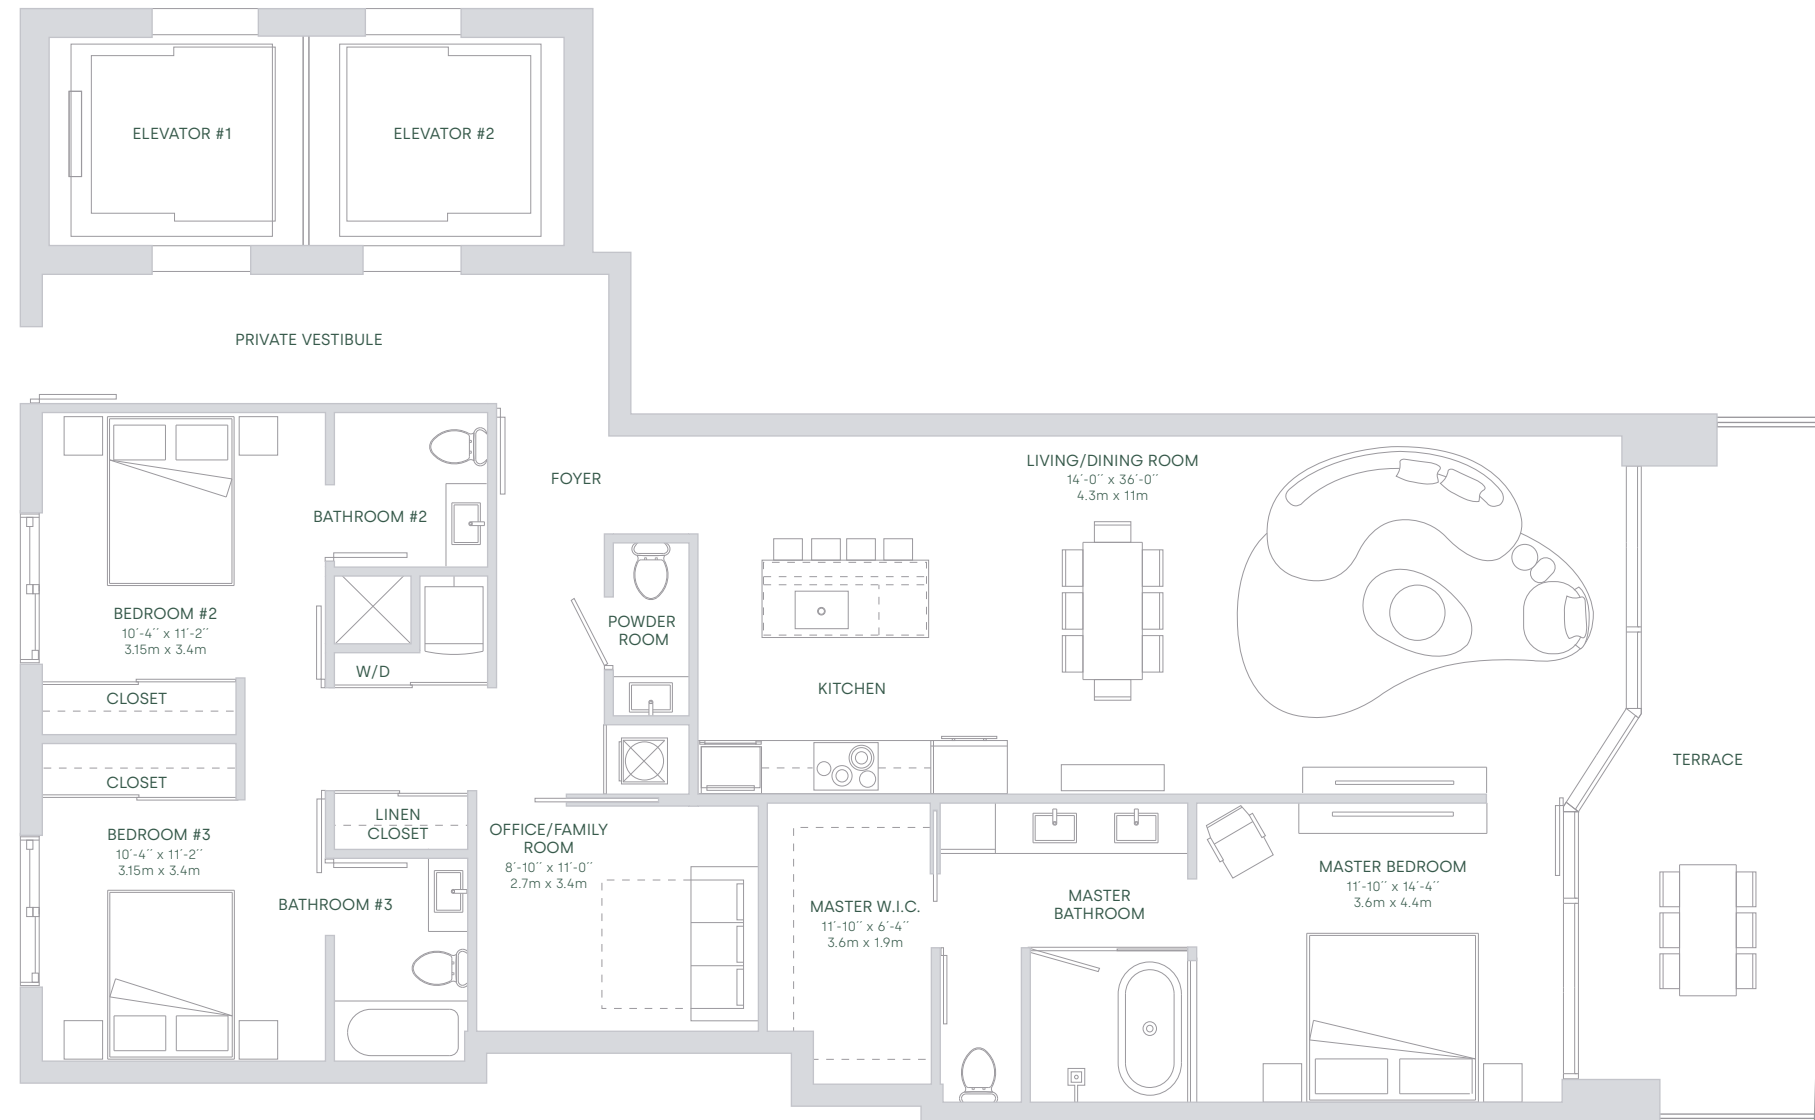 ELEVATOR #1
ELEVATOR #2
PRIVATE VESTIBULE
FOYER
LIVING/DINING ROOM
14´-0´´ x 36´-0´´
4.3m x 11m
BATHROOM #2
BEDROOM #2
10´-4´´ x 11´-2´´
3.15m x 3.4m
POWDER
ROOM
W/D
CLOSET
KITCHEN
TERRACE
CLOSET
LINEN
CLOSET
BEDROOM #3
10´-4´´ x 11´-2´´
3.15m x 3.4m
OFFICE/FAMILY
ROOM
8´-10´´ x 11´-0´´
2.7m x 3.4m
BATHROOM #3
MASTER W.I.C.
11´-10´´ x 6´-4´´
3.6m x 1.9m
MASTER
BATHROOM
MASTER BEDROOM
11´-10´´ x 14´-4´´
3.6m x 4.4m